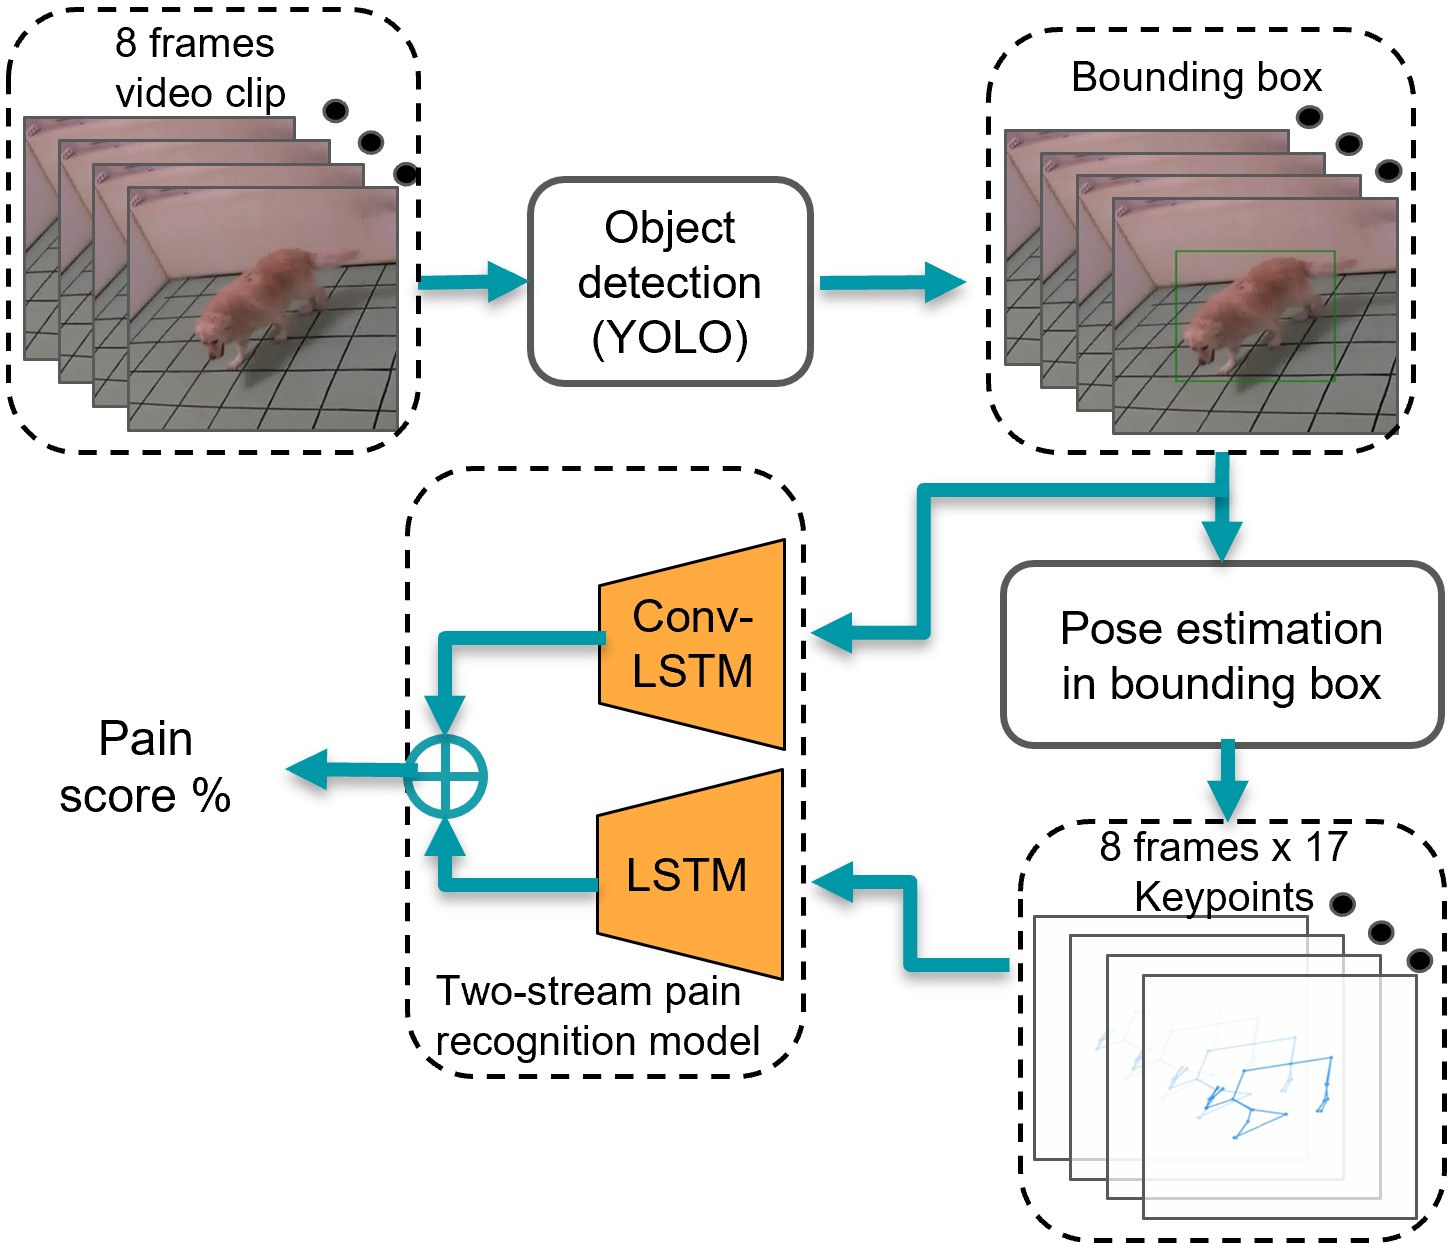 8 frames
video clip
Object
detection
(YOLO)
Bounding box
Pose estimation
in bounding box
8 frames x 17
Keypoints
Conv-
LSTM
LSTM
Two-stream pain
recognition model
Pain
score %